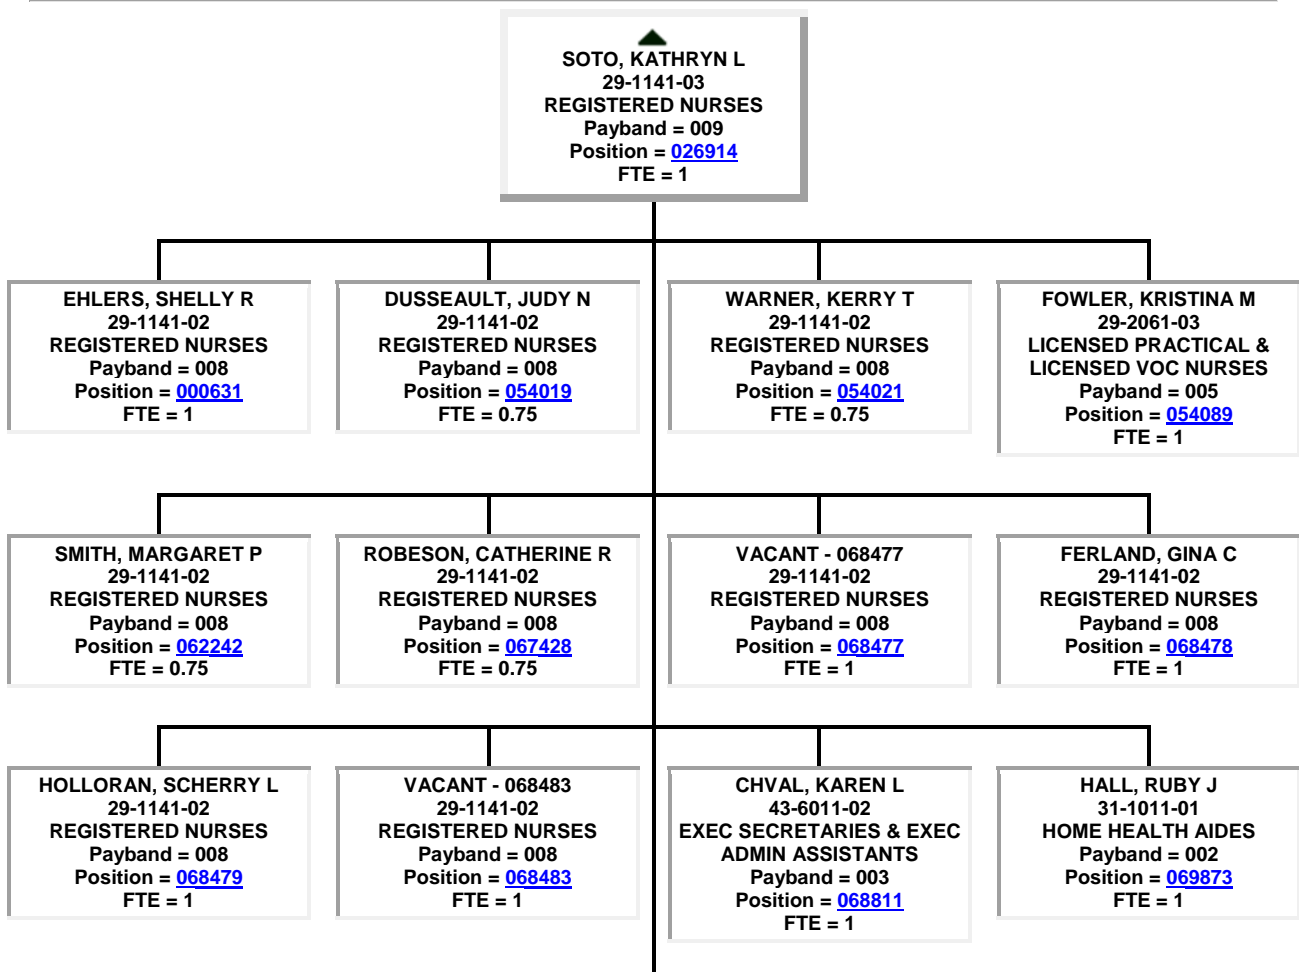 SOTO, KATHRYN L
29-1141-03
REGISTERED NURSES
Payband = 009
Position = 026914
FTE = 1
EHLERS, SHELLY R
29-1141-02
REGISTERED NURSES
Payband = 008
Position = 000631
FTE = 1
DUSSEAULT, JUDY N
29-1141-02
REGISTERED NURSES
Payband = 008
Position = 054019
FTE = 0.75
WARNER, KERRY T
29-1141-02
REGISTERED NURSES
Payband = 008
Position = 054021
FTE = 0.75
FOWLER, KRISTINA M
29-2061-03
LICENSED PRACTICAL &
LICENSED VOC NURSES
Payband = 005
Position = 054089
FTE = 1
SMITH, MARGARET P
29-1141-02
REGISTERED NURSES
Payband = 008
Position = 062242
FTE = 0.75
ROBESON, CATHERINE R
29-1141-02
REGISTERED NURSES
Payband = 008
Position = 067428
FTE = 0.75
VACANT - 068477
29-1141-02
REGISTERED NURSES
Payband = 008
Position = 068477
FTE = 1
FERLAND, GINA C
29-1141-02
REGISTERED NURSES
Payband = 008
Position = 068478
FTE = 1
HOLLORAN, SCHERRY L
29-1141-02
REGISTERED NURSES
Payband = 008
Position = 068479
FTE = 1
VACANT - 068483
29-1141-02
REGISTERED NURSES
Payband = 008
Position = 068483
FTE = 1
CHVAL, KAREN L
43-6011-02
EXEC SECRETARIES & EXEC
ADMIN ASSISTANTS
Payband = 003
Position = 068811
FTE = 1
HALL, RUBY J
31-1011-01
HOME HEALTH AIDES
Payband = 002
Position = 069873
FTE = 1